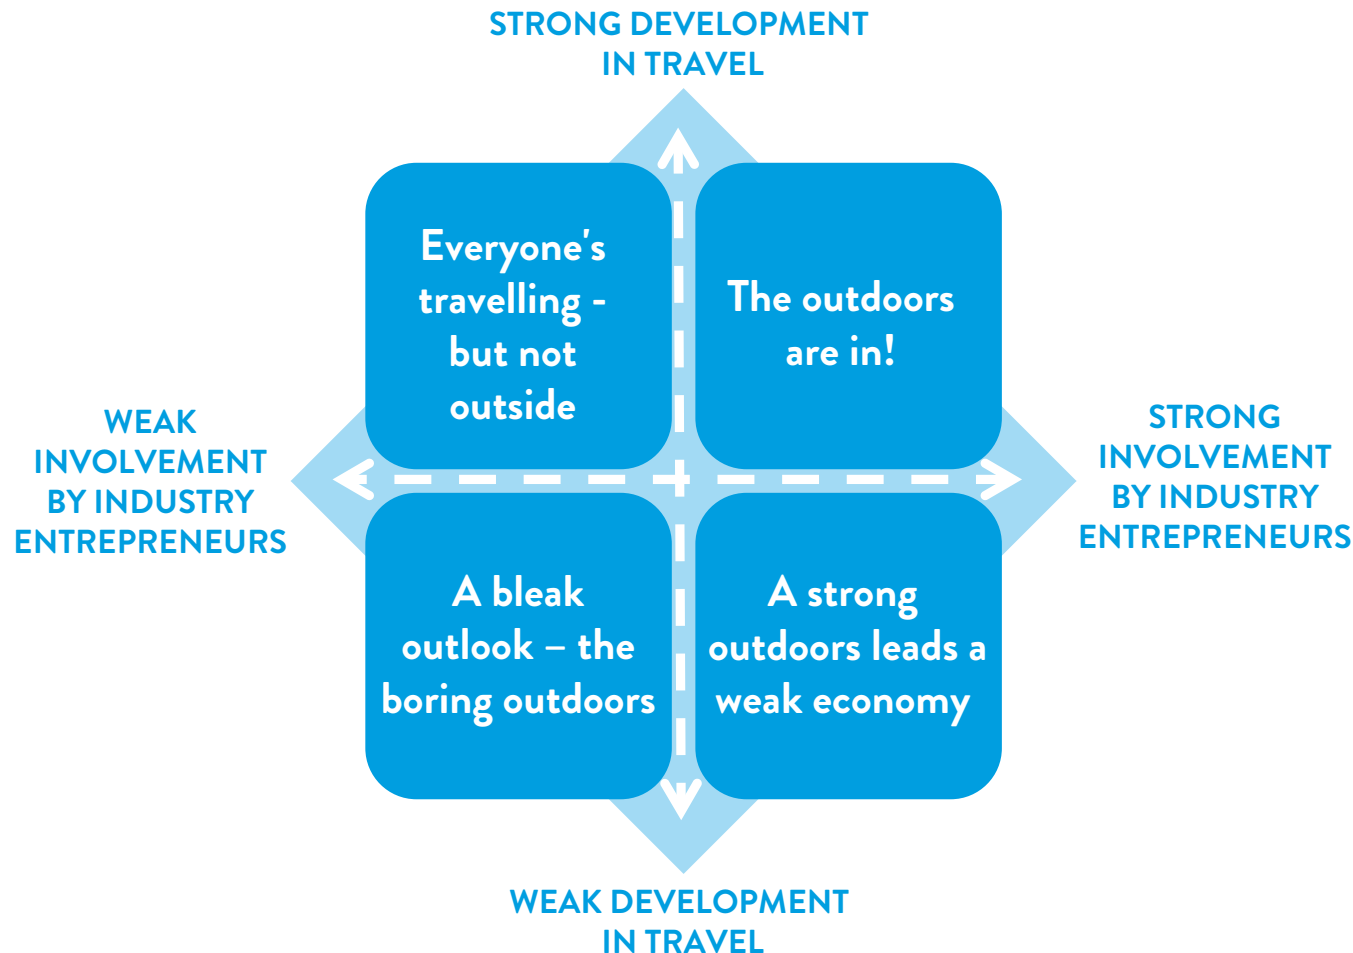 STRONG DEVELOPMENT
IN TRAVEL
Everyone's
travelling -
but not
outside
The outdoors
are in!
WEAK
INVOLVEMENT
BY INDUSTRY
ENTREPRENEURS
STRONG
INVOLVEMENT
BY INDUSTRY
ENTREPRENEURS
A bleak
outlook – the
boring outdoors
A strong
outdoors leads a
weak economy
WEAK DEVELOPMENT
IN TRAVEL